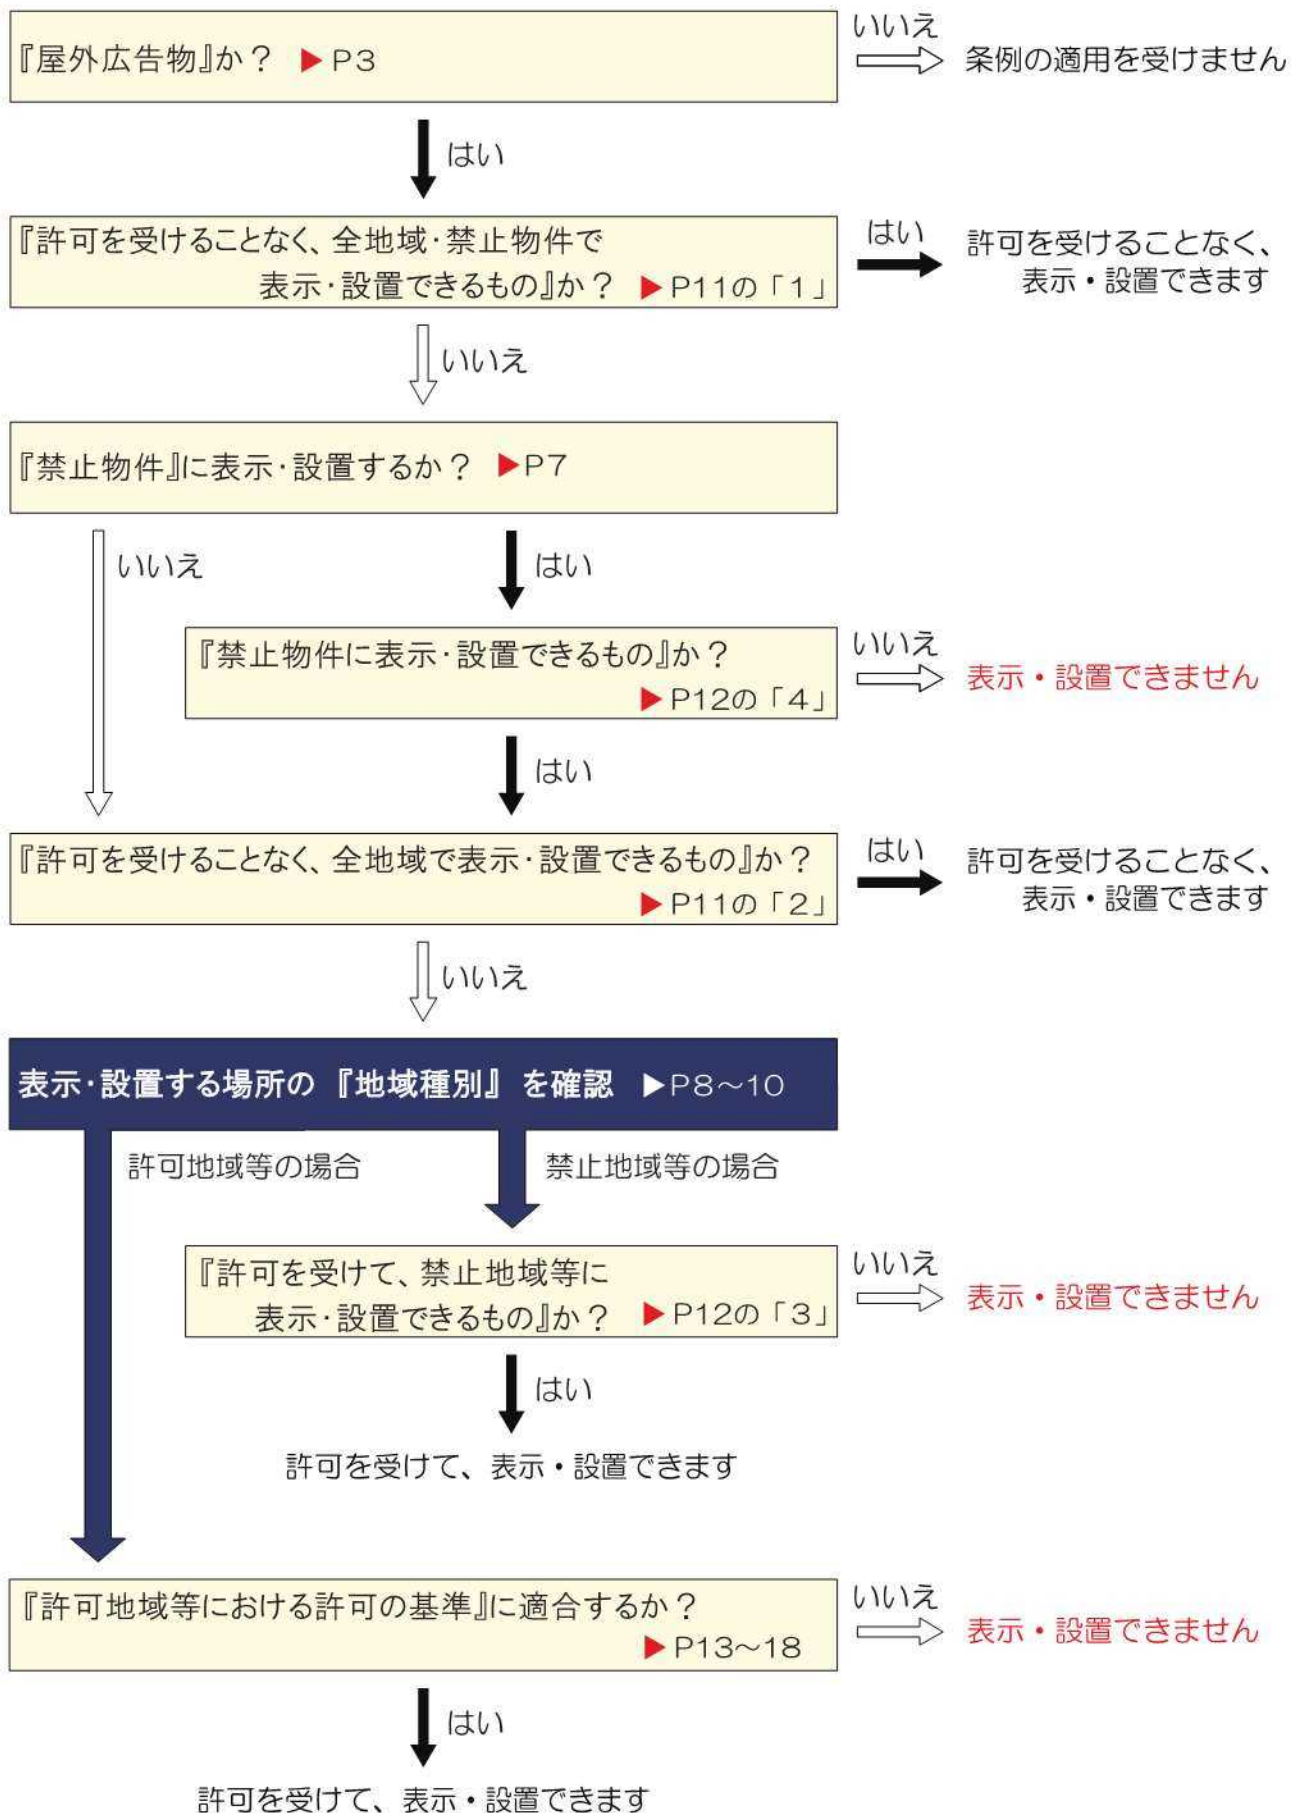 『屋外広告物』か？ ▶P3
いいえ
条例の適用を受けません
はい
『許可を受けることなく、全地域・禁止物件で
表示・設置できるもの』か？ ▶P11の「1」
はい
許可を受けることなく、
表示・設置できます
いいえ
『禁止物件』に表示・設置するか？ ▶P7
いいえ
はい
『禁止物件に表示・設置できるもの』か？
▶P12の「4」
いいえ
表示・設置できません
はい
『許可を受けることなく、全地域で表示・設置できるもの』か？
▶P11の「2」
はい
許可を受けることなく、
表示・設置できます
いいえ
表示・設置する場所の『地域種別』を確認 ▶P8～10
許可地域等の場合
禁止地域等の場合
『許可を受けて、禁止地域等に
表示・設置できるもの』か？ ▶P12の「3」
いいえ
表示・設置できません
はい
許可を受けて、表示・設置できます
『許可地域等における許可の基準』に適合するか？
▶P13～18
いいえ
表示・設置できません
はい
許可を受けて、表示・設置できます